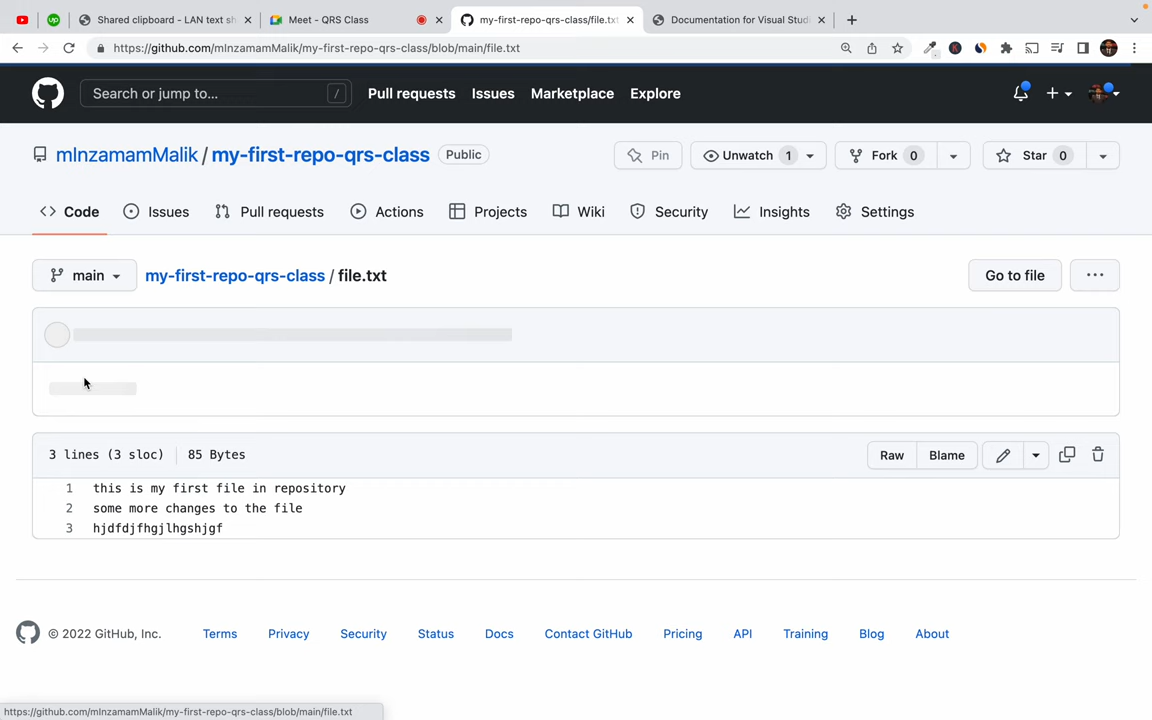 Shared clipboard - LAN text sh
Meet - QRS Class
my-first-repo-qrs-class/file.txt
Documentation for Visual Studi
https://github.com/mInzamamMalik/my-first-repo-qrs-class/blob/main/file.txt
Search or jump to... /
Pull requests
Issues
Marketplace
Explore
mInzamamMalik / my-first-repo-qrs-class
Public
Pin
Unwatch 1
Fork 0
Star 0
Code
Issues
Pull requests
Actions
Projects
Wiki
Security
Insights
Settings
main
my-first-repo-qrs-class / file.txt
Go to file
3 lines (3 sloc)
85 Bytes
Raw
Blame
1 this is my first file in repository
2 some more changes to the file
3 hjdfdjfhgjlhgshjgf
© 2022 GitHub, Inc.
Terms
Privacy
Security
Status
Docs
Contact GitHub
Pricing
API
Training
Blog
About
https://github.com/mInzamamMalik/my-first-repo-qrs-class/blob/main/file.txt